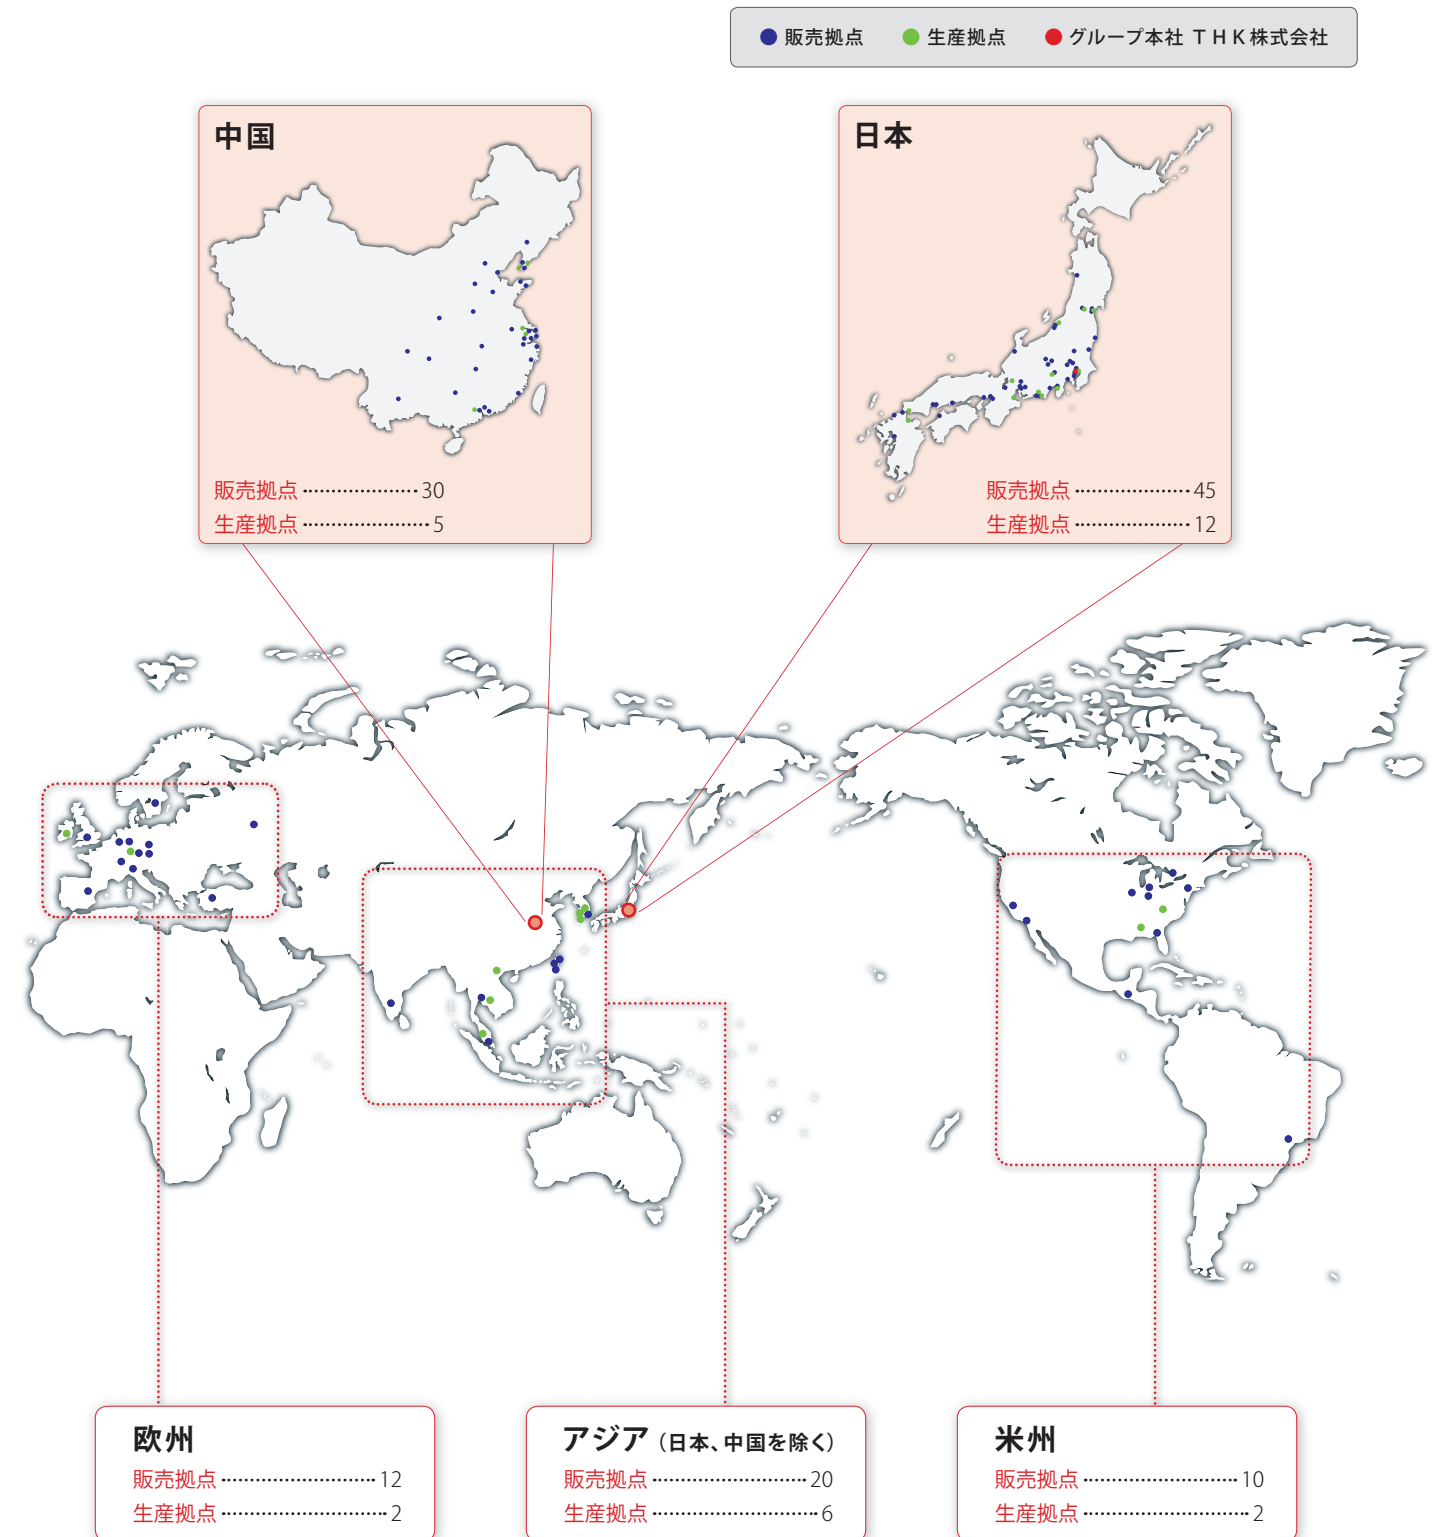 販売拠点 生産拠点 グループ本社 ＴＨＫ株式会社
中国
販売拠点 30
生産拠点 5
日本
販売拠点 45
生産拠点 12
欧州
販売拠点 12
生産拠点 2
アジア（日本、中国を除く）
販売拠点 20
生産拠点 6
米州
販売拠点 10
生産拠点 2